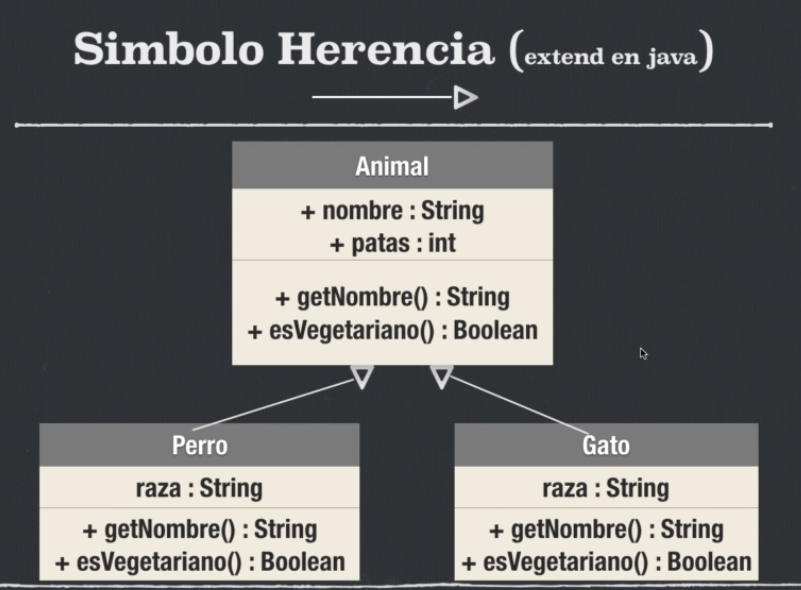 Simbolo Herencia (extend en java)
Animal
+ nombre : String
+ patas : int
+ getNombre() : String
+ esVegetariano() : Boolean
Perro
raza : String
+ getNombre() : String
+ esVegetariano() : Boolean
Gato
raza : String
+ getNombre() : String
+ esVegetariano() : Boolean